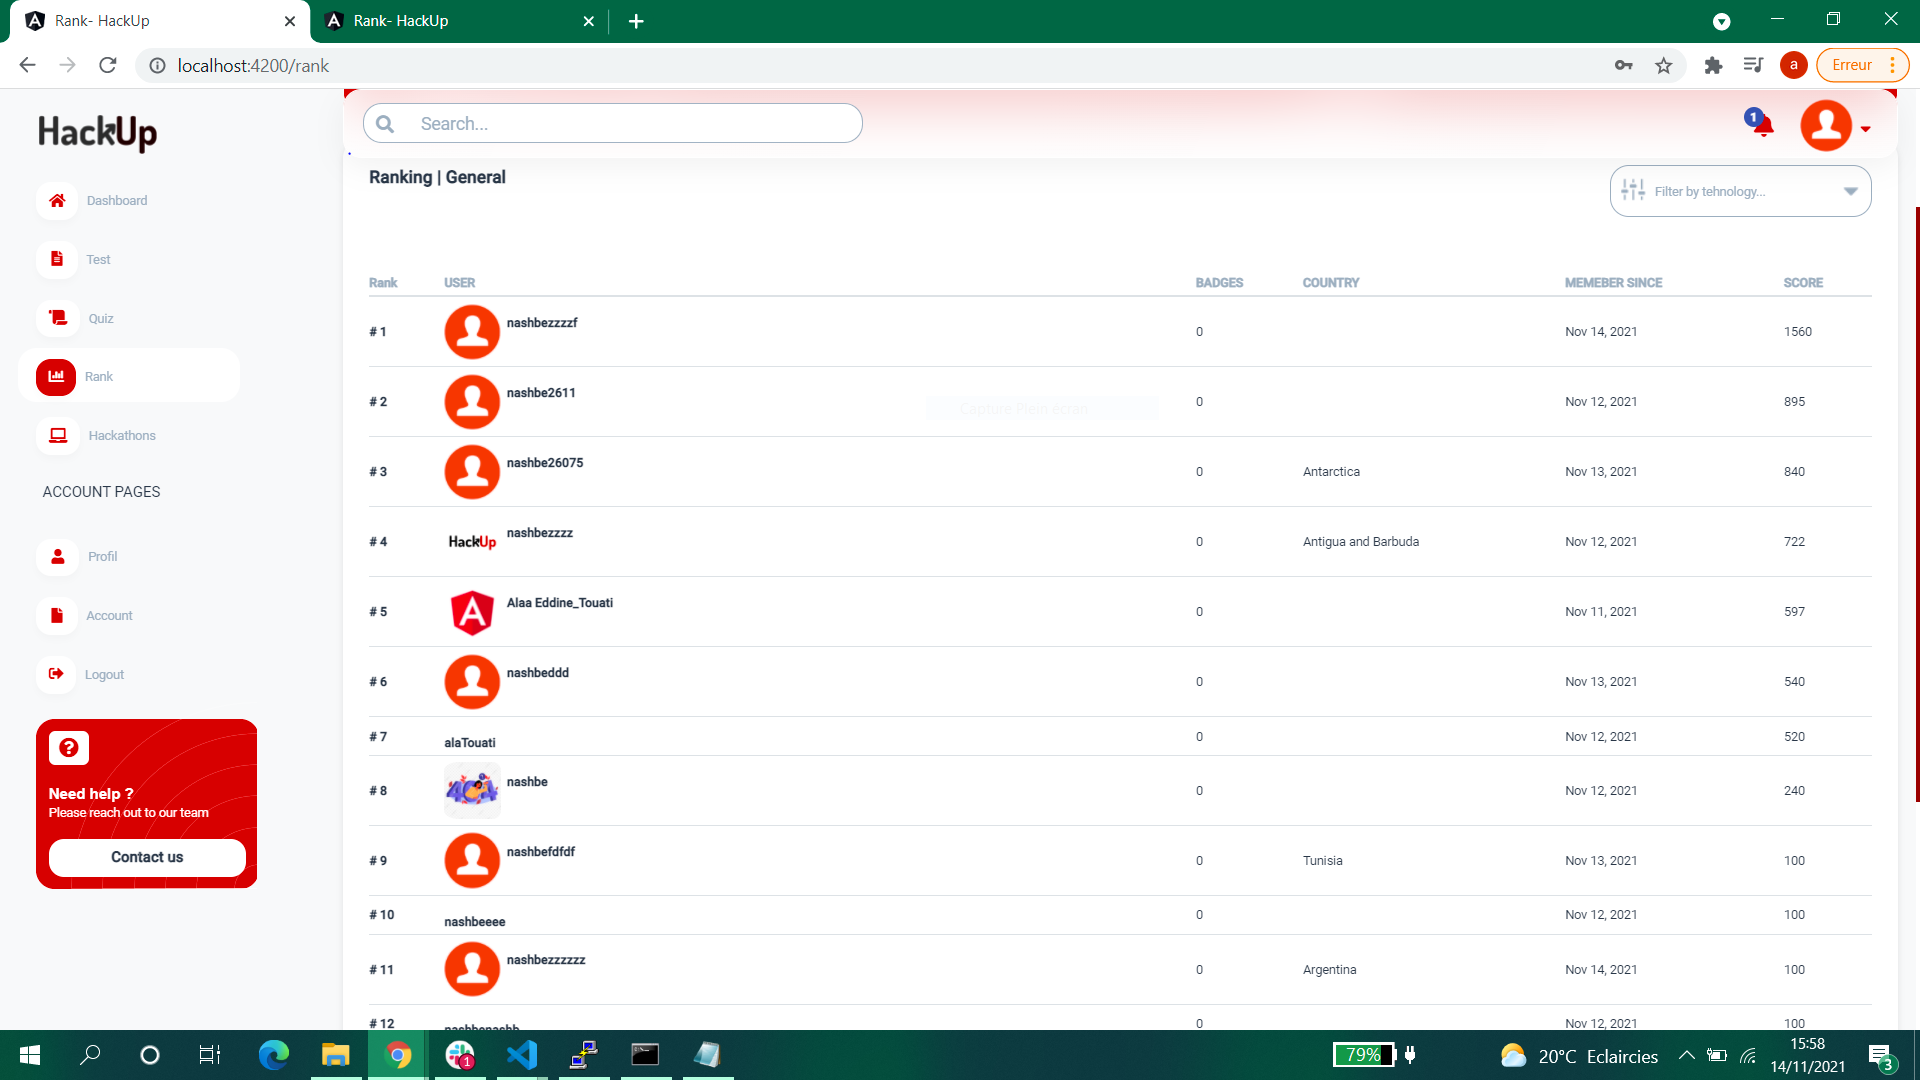 Rank- HackUp
Rank- HackUp
localhost:4200/rank
a
Erreur
HackUp
Search...
1
Ranking | General
Filter by tehnology...
Dashboard
Test
Quiz
Rank
Hackathons
ACCOUNT PAGES
Profil
Account
Logout
Need help ?
Please reach out to our team
Contact us
Rank USER BADGES COUNTRY MEMEBER SINCE SCORE
# 1 nashbezzzzf 0 Nov 14, 2021 1560
# 2 nashbe2611 0 Nov 12, 2021 895
Capture Plein écran
# 3 nashbe26075 0 Antarctica Nov 13, 2021 840
# 4 HackUp nashbezzzz 0 Antigua and Barbuda Nov 12, 2021 722
# 5 Alaa Eddine_Touati 0 Nov 11, 2021 597
# 6 nashbeddd 0 Nov 13, 2021 540
# 7 alaTouati 0 Nov 12, 2021 520
# 8 nashbe 0 Nov 12, 2021 240
# 9 nashbefdfdf 0 Tunisia Nov 13, 2021 100
# 10 nashbeeee 0 Nov 12, 2021 100
# 11 nashbezzzzzz 0 Argentina Nov 14, 2021 100
# 12 0 Nov 12, 2021 100
1
79%
20°C Eclaircies
15:58
14/11/2021
3